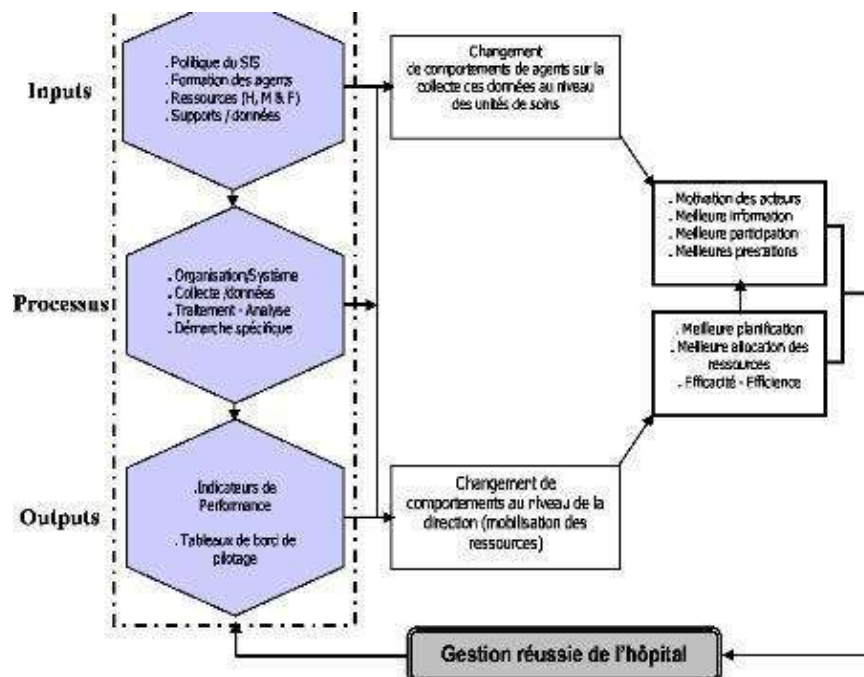 Inputs
. Politique du SIS
. Formation des agents
. Ressources (H, M & F)
. Supports / données
Changement
de comportements de agents sur la
collecte ces données au niveau
des unités de soins
. Motivation des acteurs
. Meilleure information
. Meilleure participation
. Meilleures prestations
Processus
. Organisation/Système
. Collecte /données
. Traitement - Analyse
. Démarche spécifique
. Meilleure planification
. Meilleure allocation des
ressources
. Efficacité - Efficience
Outputs
.Indicateurs de
Performance
. Tableaux de bord de
pilotage
Changement de
comportements au niveau de la
direction (mobilisation des
ressources)
Gestion réussie de l'hôpital